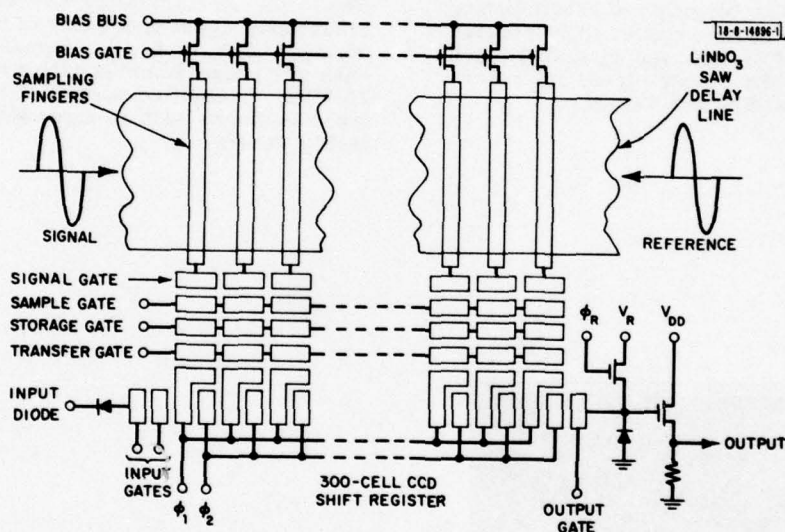 BIAS BUS
BIAS GATE
18-8-14896-1
SAMPLING
FINGERS
LiNbO3
SAW
DELAY
LINE
SIGNAL
REFERENCE
SIGNAL GATE
SAMPLE GATE
STORAGE GATE
TRANSFER GATE
ϕR
VR
VDD
INPUT
DIODE
OUTPUT
INPUT
GATES
ϕ1
ϕ2
300-CELL CCD
SHIFT REGISTER
OUTPUT
GATE